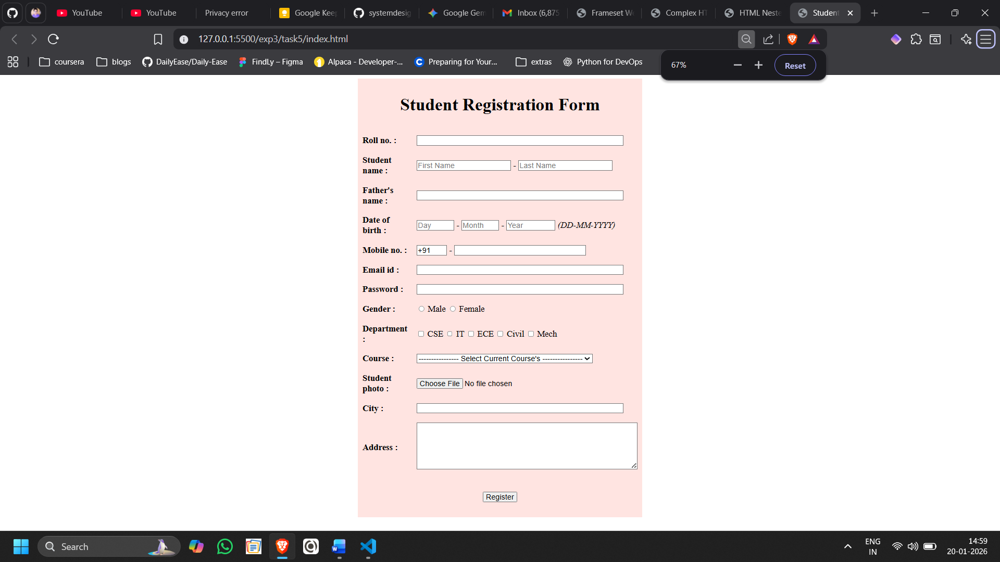 YouTube
YouTube
Privacy error
Google Keep
systemdesig
Google Gem
Inbox (6,875
Frameset Wo
Complex HT
HTML Neste
Student
127.0.0.1:5500/exp3/task5/index.html
coursera
blogs
DailyEase/Daily-Ease
FindLy – Figma
Alpaca - Developer-...
Preparing for Your...
extras
Python for DevOps
67%
Reset
Student Registration Form
Roll no. :
Student
name :
First Name - Last Name
Father's
name :
Date of
birth :
Day - Month - Year (DD-MM-YYYY)
Mobile no. : +91 -
Email id :
Password :
Gender : Male Female
Department
:
CSE IT ECE Civil Mech
Course : ---------------- Select Current Course's ----------------
Student
photo :
Choose File No file chosen
City :
Address :
Register
Search
ENG
IN
14:59
20-01-2026